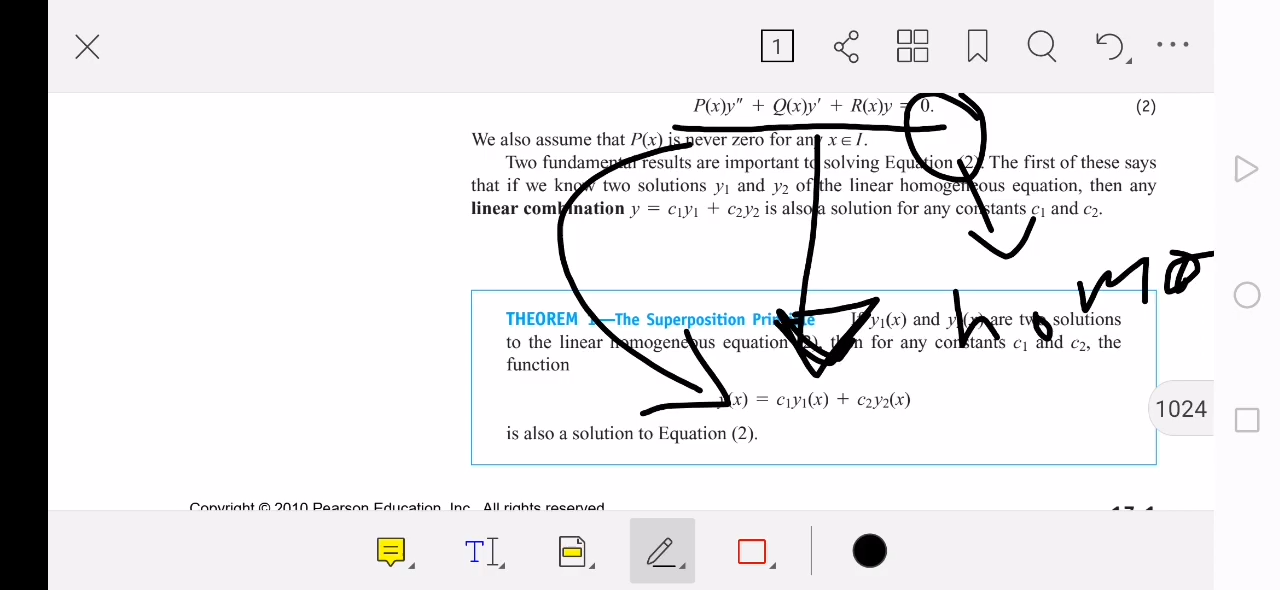 1
P(x)y″ + Q(x)y′ + R(x)y = 0. (2)
We also assume that P(x) is never zero for any x ∈ I.
Two fundamental results are important to solving Equation (2). The first of these says
that if we know two solutions y₁ and y₂ of the linear homogeneous equation, then any
linear combination y = c₁y₁ + c₂y₂ is also a solution for any constants c₁ and c₂.
homo
THEOREM 1—The Superposition Principle If y₁(x) and y₂(x) are two solutions
to the linear homogeneous equation (2), then for any constants c₁ and c₂, the
function
y(x) = c₁y₁(x) + c₂y₂(x)
1024
is also a solution to Equation (2).
Copyright © 2010 Pearson Education, Inc. All rights reserved
T